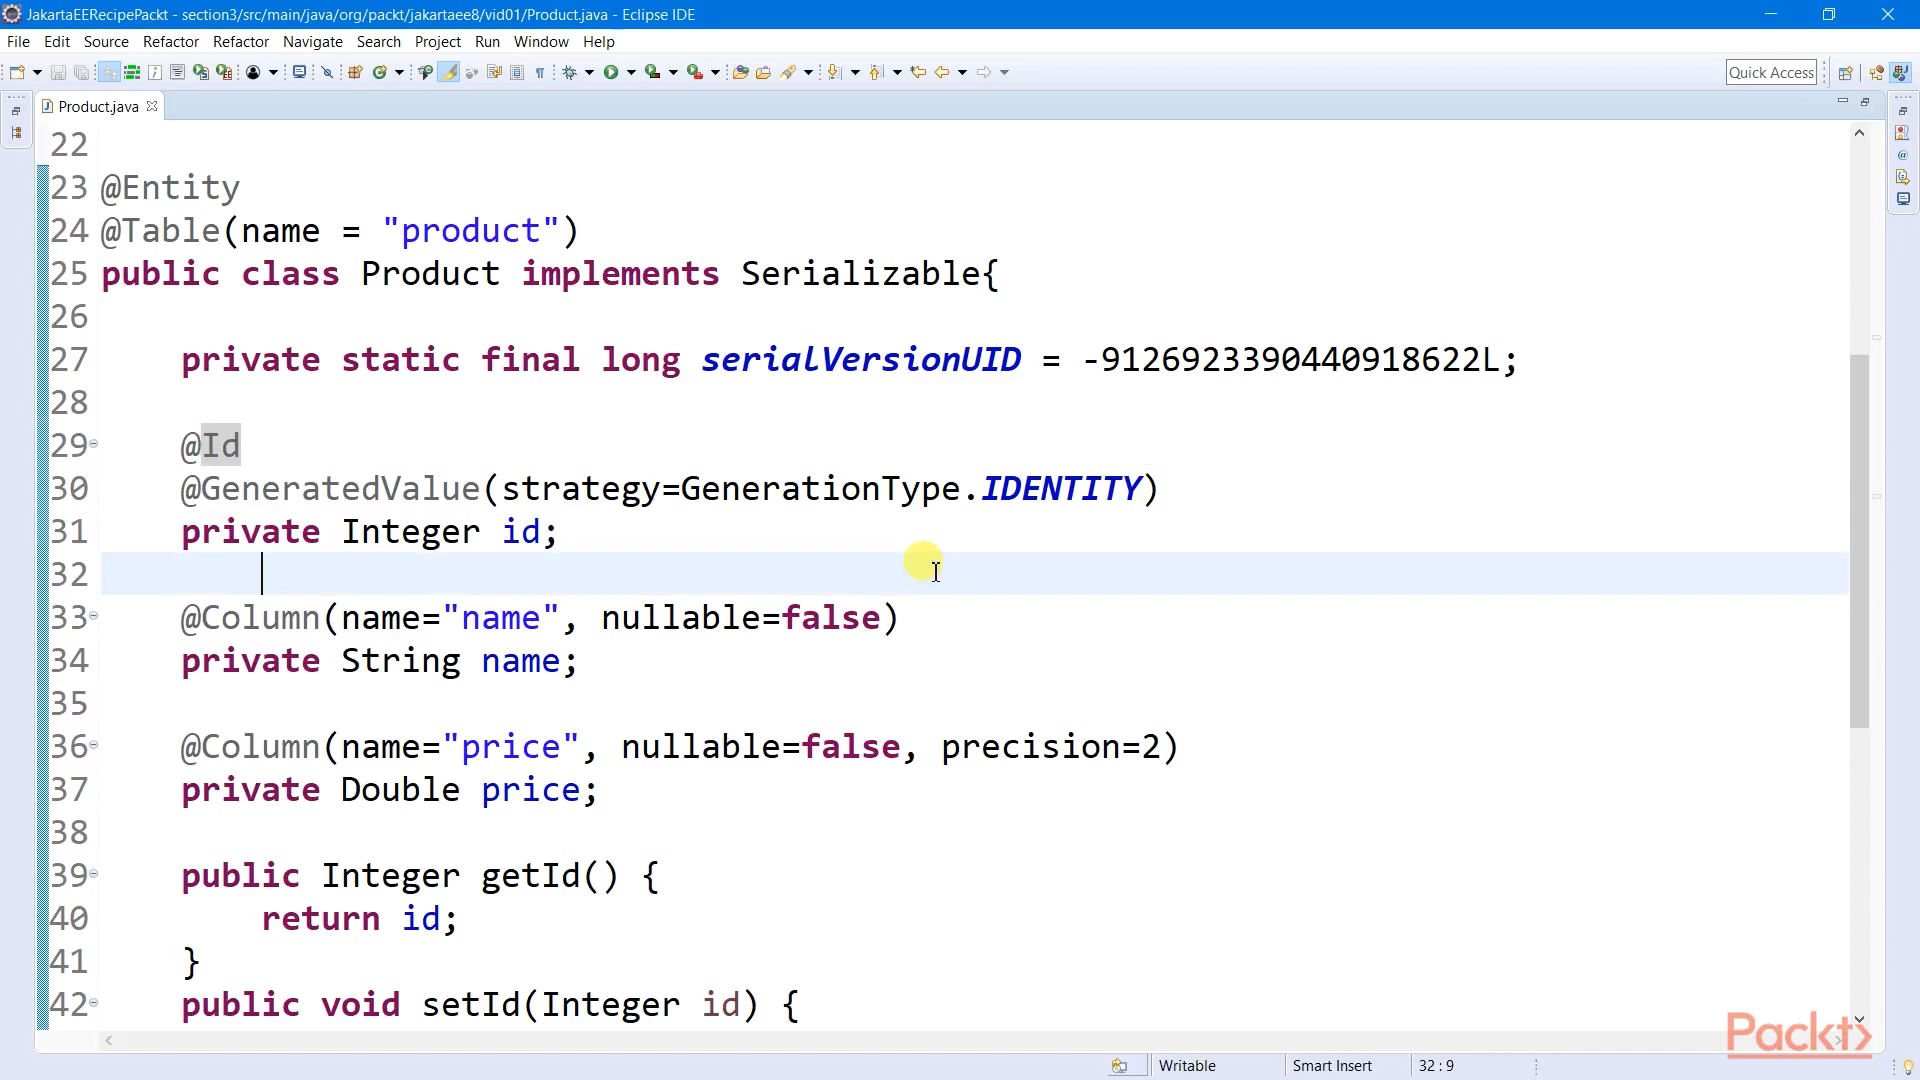 JakartaEERecipePackt - section3/src/main/java/org/packt/jakartaee8/vid01/Product.java - Eclipse IDE
File Edit Source Refactor Refactor Navigate Search Project Run Window Help
Quick Access
Product.java
22
23 @Entity
24 @Table(name = "product")
25 public class Product implements Serializable{
26
27 private static final long serialVersionUID = -9126923390440918622L;
28
29 @Id
30 @GeneratedValue(strategy=GenerationType.IDENTITY)
31 private Integer id;
32
33 @Column(name="name", nullable=false)
34 private String name;
35
36 @Column(name="price", nullable=false, precision=2)
37 private Double price;
38
39 public Integer getId() {
40 return id;
41 }
42 public void setId(Integer id) {
Packt>
Writable Smart Insert 32 : 9